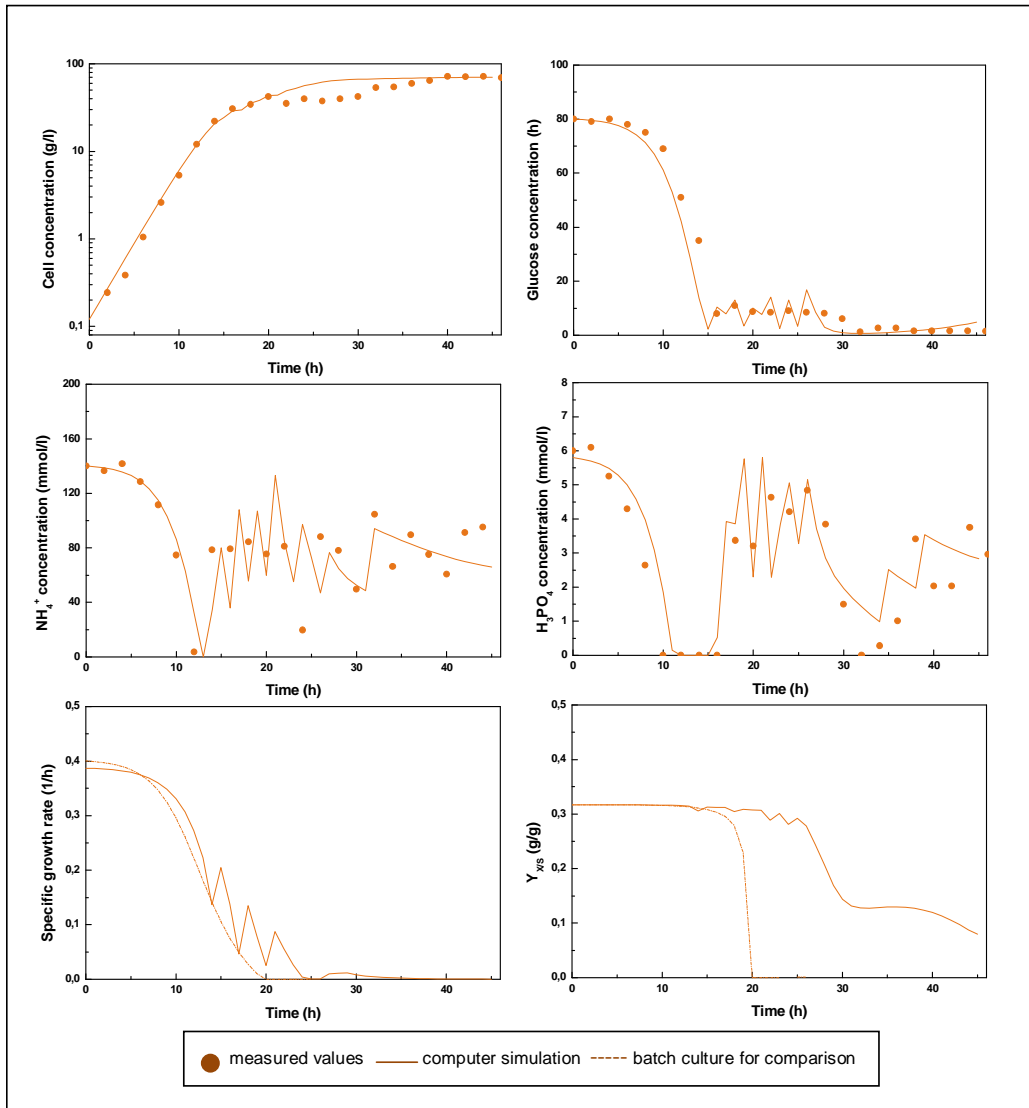 100
10
1
0,1
Cell concentration (g/l)
0 10 20 30 40
Time (h)
100
80
60
40
20
0
Glucose concentration (h)
0 10 20 30 40
Time (h)
200
160
120
80
40
0
NH₄⁺ concentration (mmol/l)
0 10 20 30 40
Time (h)
6
5
4
3
2
1
0
H₃PO₄ concentration (mmol/l)
0 10 20 30 40
Time (h)
0,5
0,4
0,3
0,2
0,1
0,0
Specific growth rate (1/h)
0 10 20 30 40
Time (h)
0,5
0,4
0,3
0,2
0,1
0,0
Y x/s (g/g)
0 10 20 30 40
Time (h)
measured values computer simulation batch culture for comparison